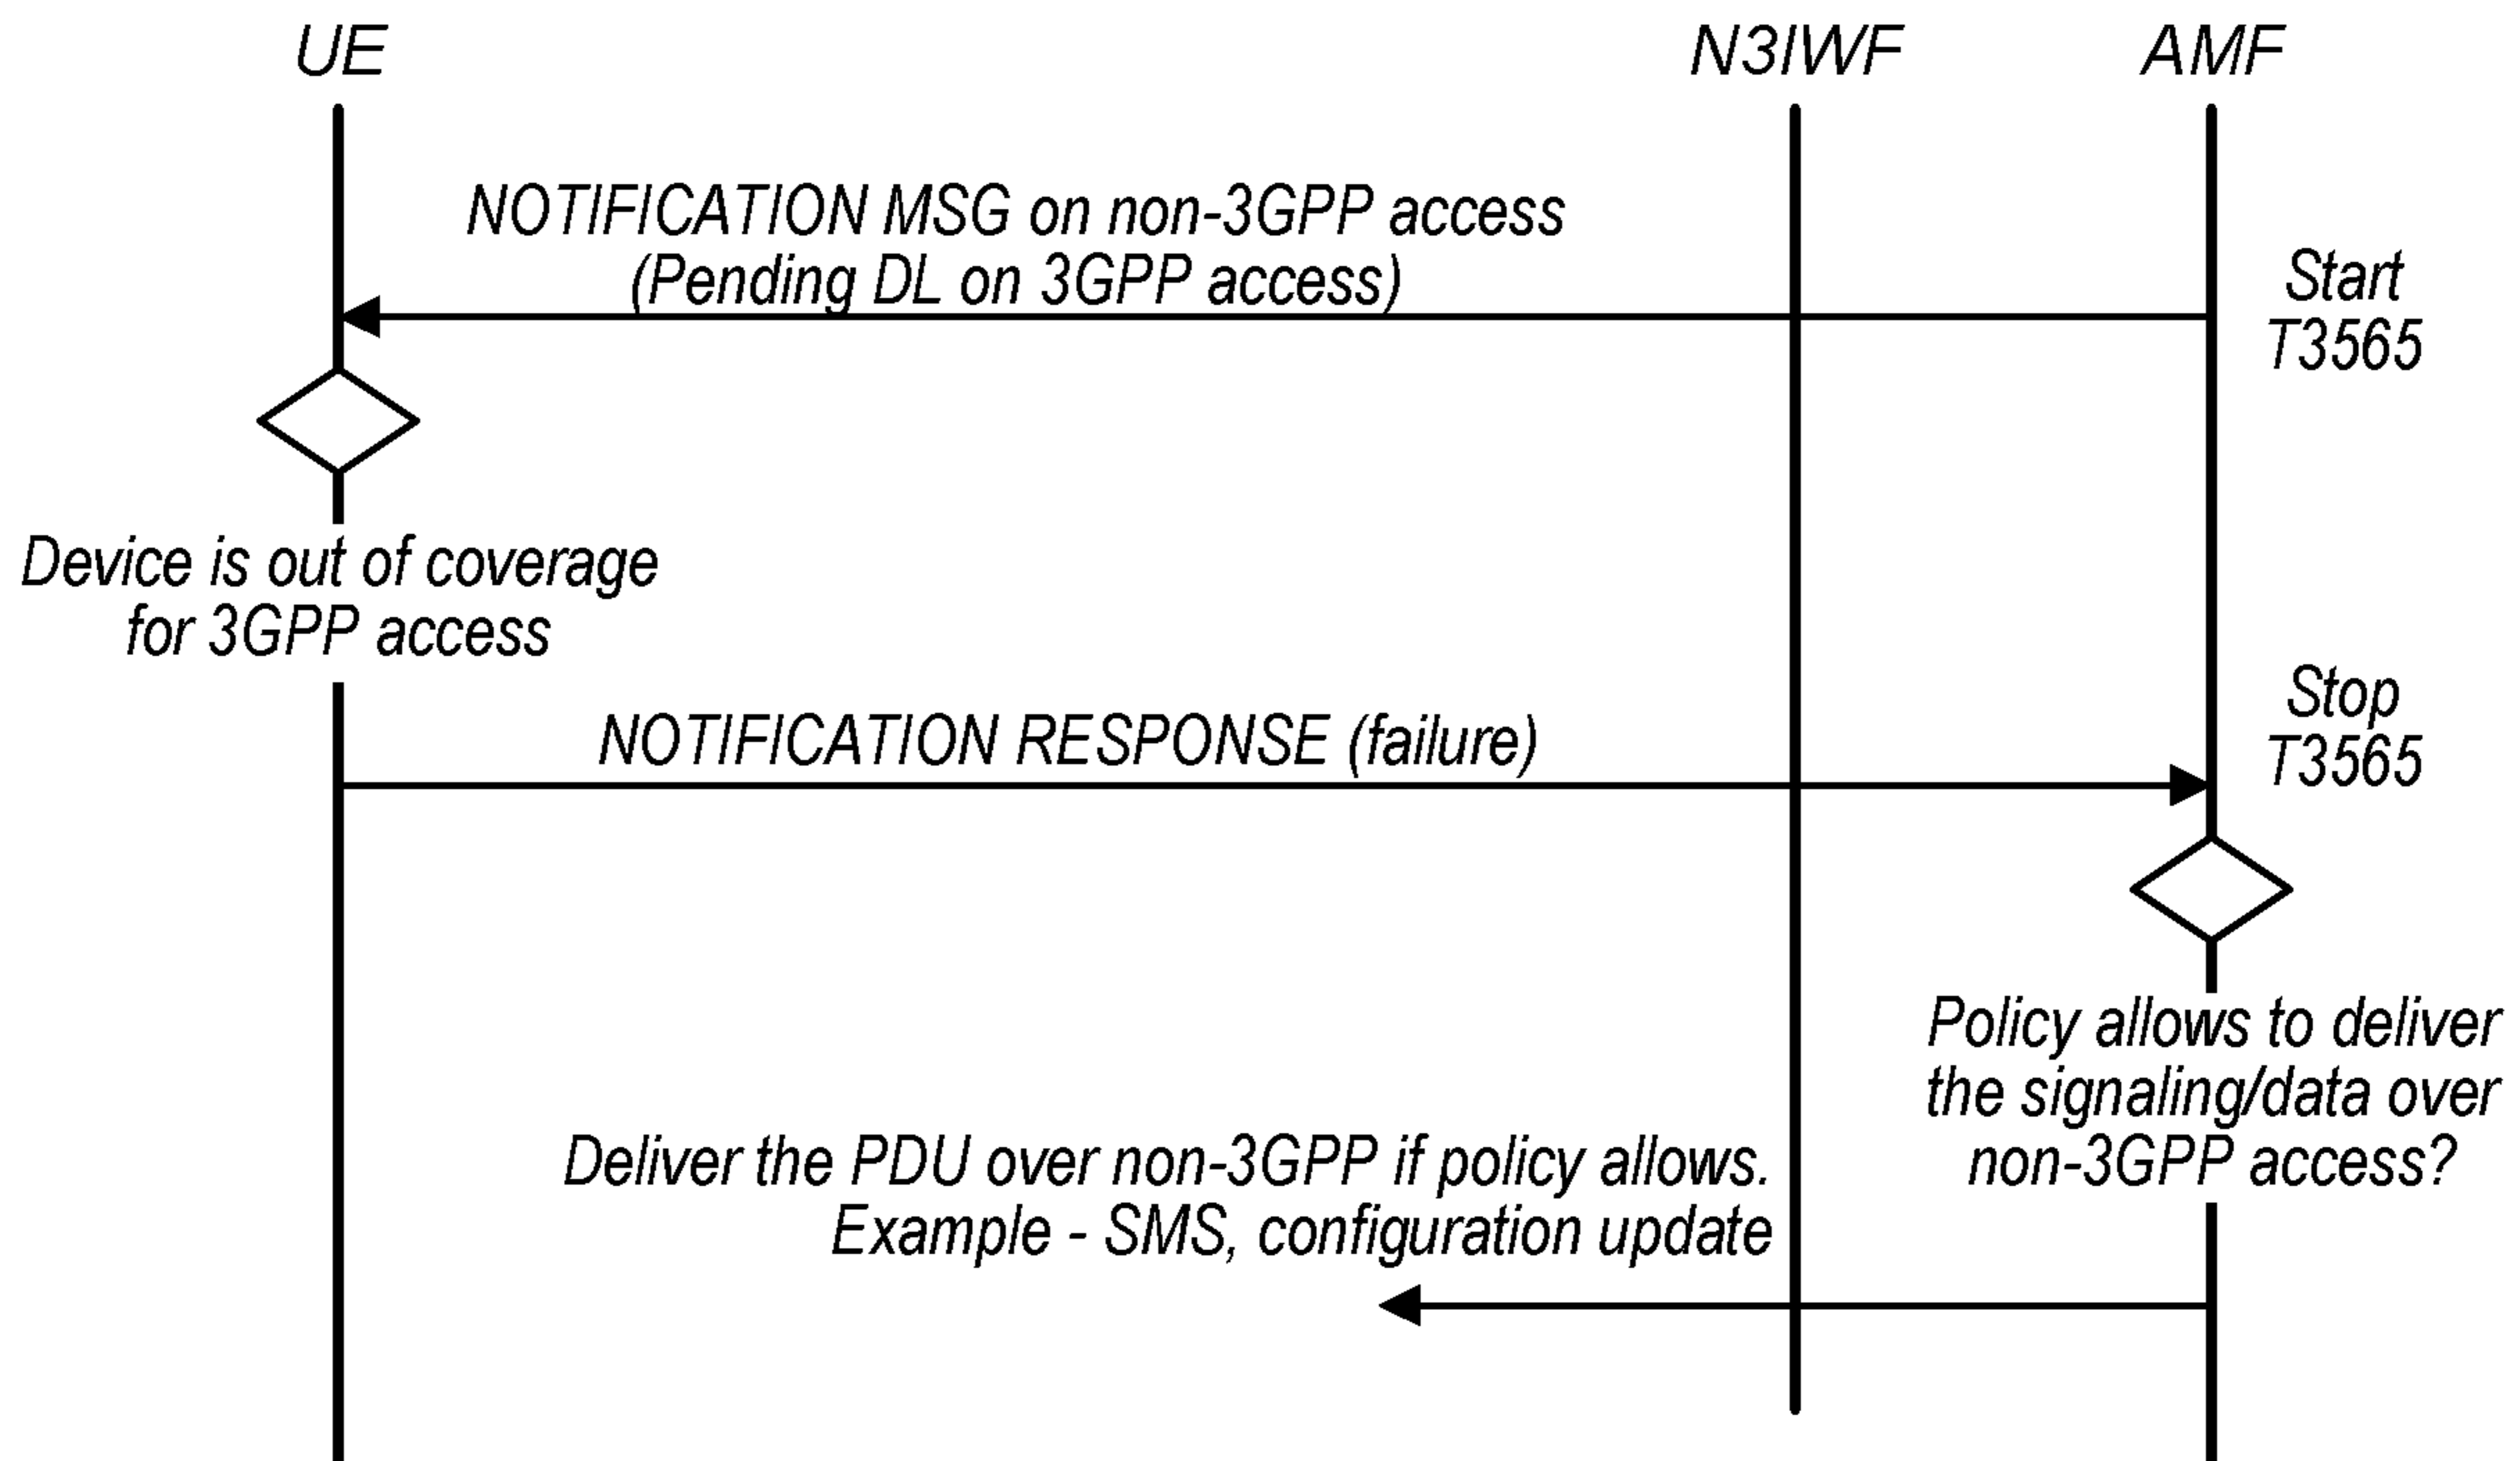 UE
N3IWF
AMF
NOTIFICATION MSG on non-3GPP access
(Pending DL on 3GPP access)
Start
T3565
Device is out of coverage
for 3GPP access
NOTIFICATION RESPONSE (failure)
Stop
T3565
Policy allows to deliver
the signaling/data over
non-3GPP access?
Deliver the PDU over non-3GPP if policy allows.
Example - SMS, configuration update